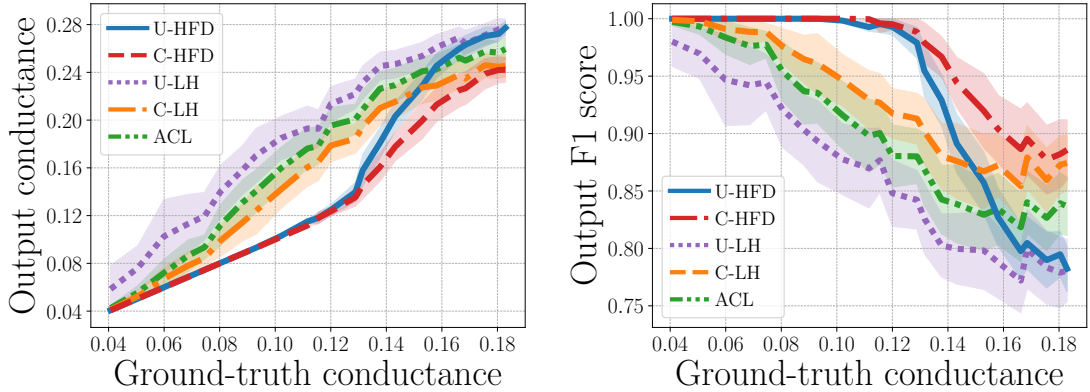 0.28
0.24
0.20
0.16
0.12
0.08
0.04
Output conductance
U-HFD
C-HFD
U-LH
C-LH
ACL
0.04 0.06 0.08 0.10 0.12 0.14 0.16 0.18
Ground-truth conductance
1.00
0.95
0.90
0.85
0.80
0.75
Output F1 score
U-HFD
C-HFD
U-LH
C-LH
ACL
0.04 0.06 0.08 0.10 0.12 0.14 0.16 0.18
Ground-truth conductance